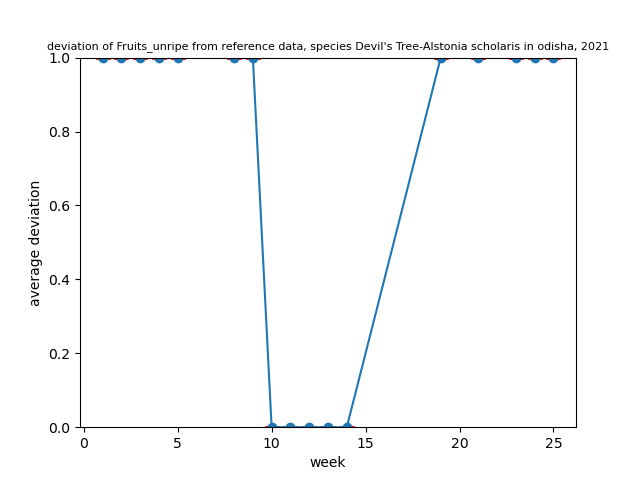 deviation of Fruits_unripe from reference data, species Devil's Tree-Alstonia scholaris in odisha, 2021
1.0
0.8
0.6
0.4
0.2
0.0
average deviation
0 5 10 15 20 25
week